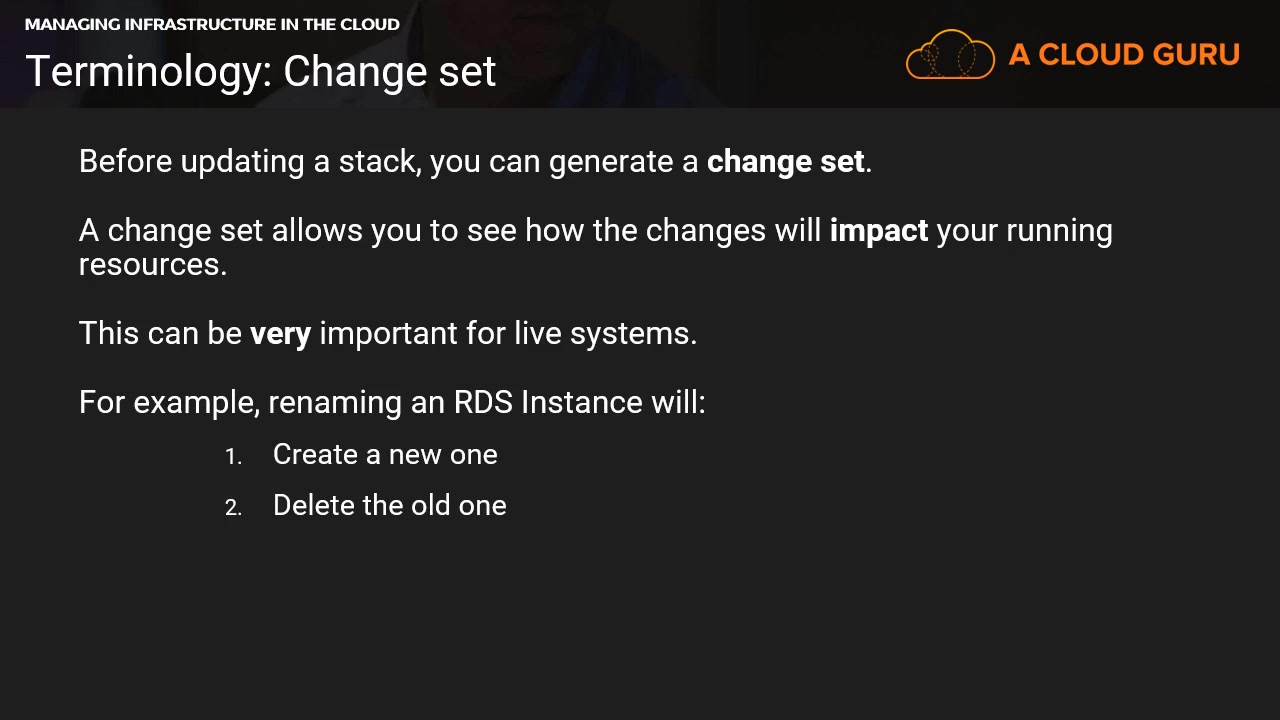 MANAGING INFRASTRUCTURE IN THE CLOUD
Terminology: Change set
A CLOUD GURU
Before updating a stack, you can generate a change set.
A change set allows you to see how the changes will impact your running
resources.
This can be very important for live systems.
For example, renaming an RDS Instance will:
1. Create a new one
2. Delete the old one